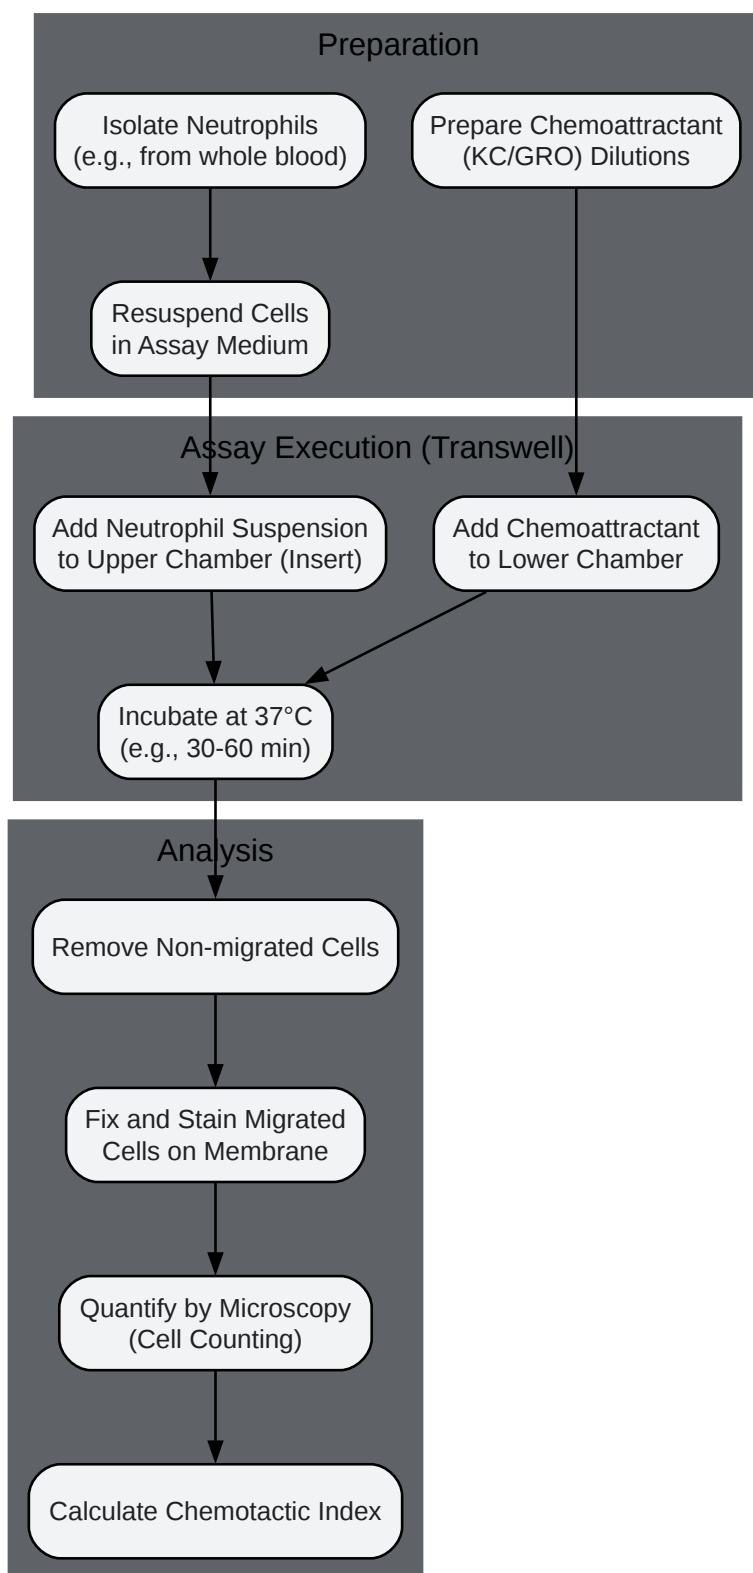 Preparation
Isolate Neutrophils
(e.g., from whole blood)
Prepare Chemoattractant
(KC/GRO) Dilutions
Resuspend Cells
in Assay Medium
Assay Execution (Transwell)
Add Neutrophil Suspension
to Upper Chamber (Insert)
Add Chemoattractant
to Lower Chamber
Incubate at 37°C
(e.g., 30-60 min)
Analysis
Remove Non-migrated Cells
Fix and Stain Migrated
Cells on Membrane
Quantify by Microscopy
(Cell Counting)
Calculate Chemotactic Index